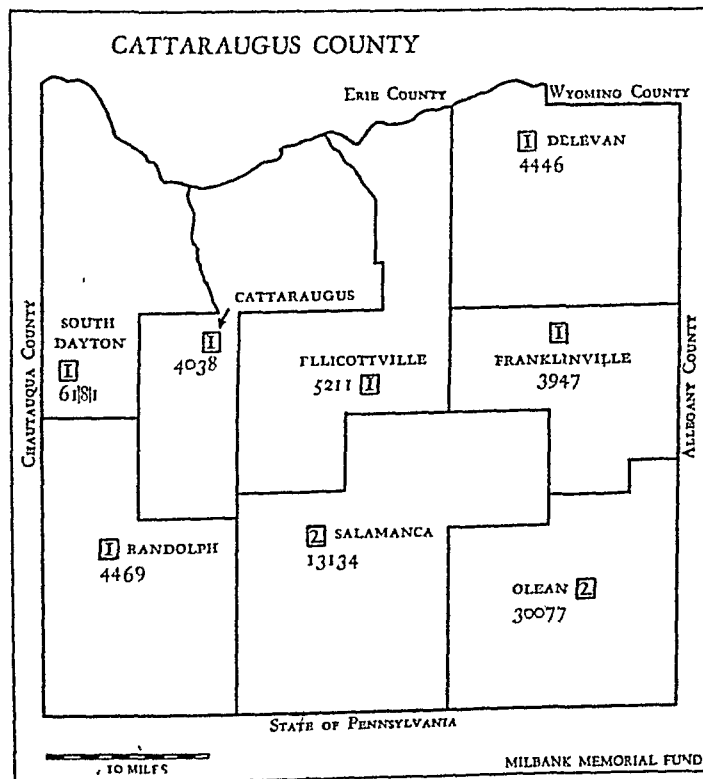 CATTARAUGUS COUNTY
ERIE COUNTY
WYOMING COUNTY
1 DELEVAN
4446
CATTARAUGUS
1
4038
SOUTH
DAYTON
1
CHAUTAUQUA COUNTY
ELLICOTTVILLE
5211 1
1
FRANKLINVILLE
3947
ALLEGANY COUNTY
1 RANDOLPH
4469
2 SALAMANCA
13134
OLEAN 2
30077
STATE OF PENNSYLVANIA
10 MILES
MILBANK MEMORIAL FUND